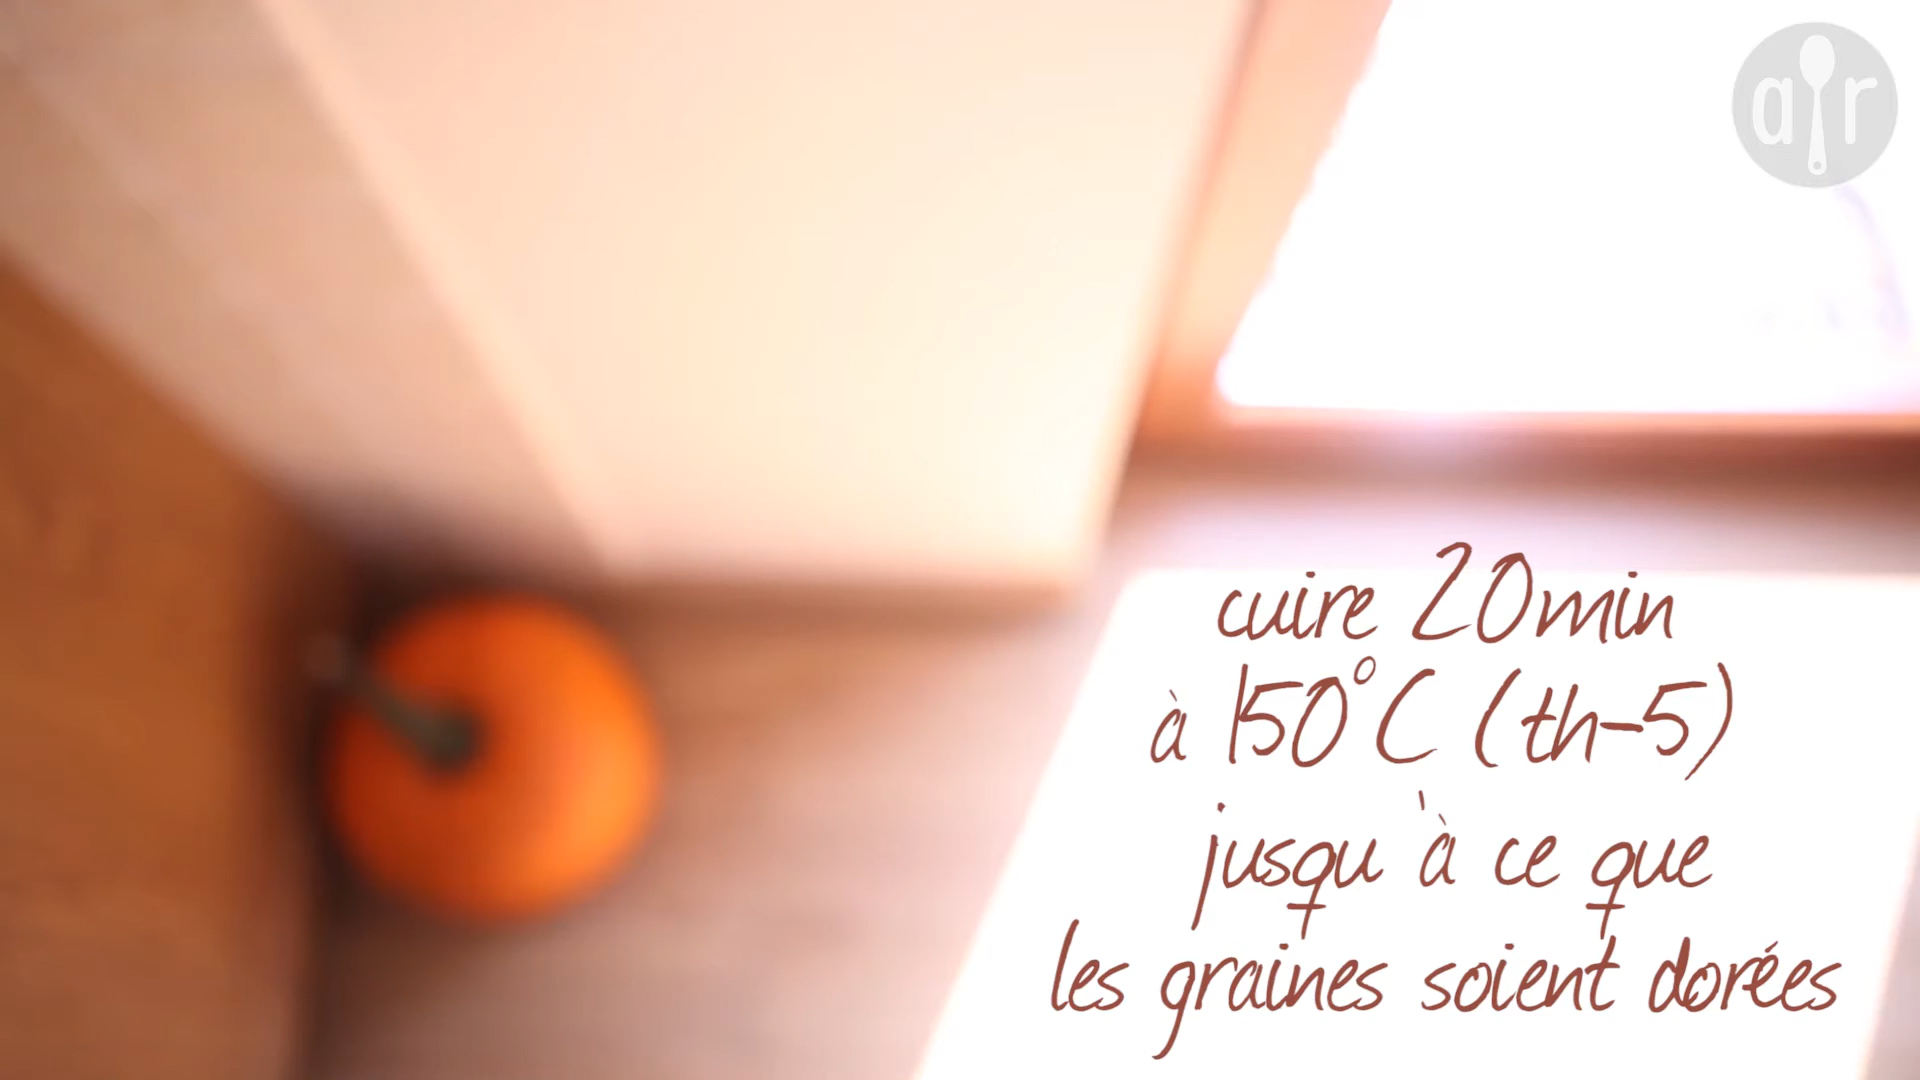 a r
cuire 20min
à 150°C (th-5)
jusqu'à ce que
les graines soient dorées